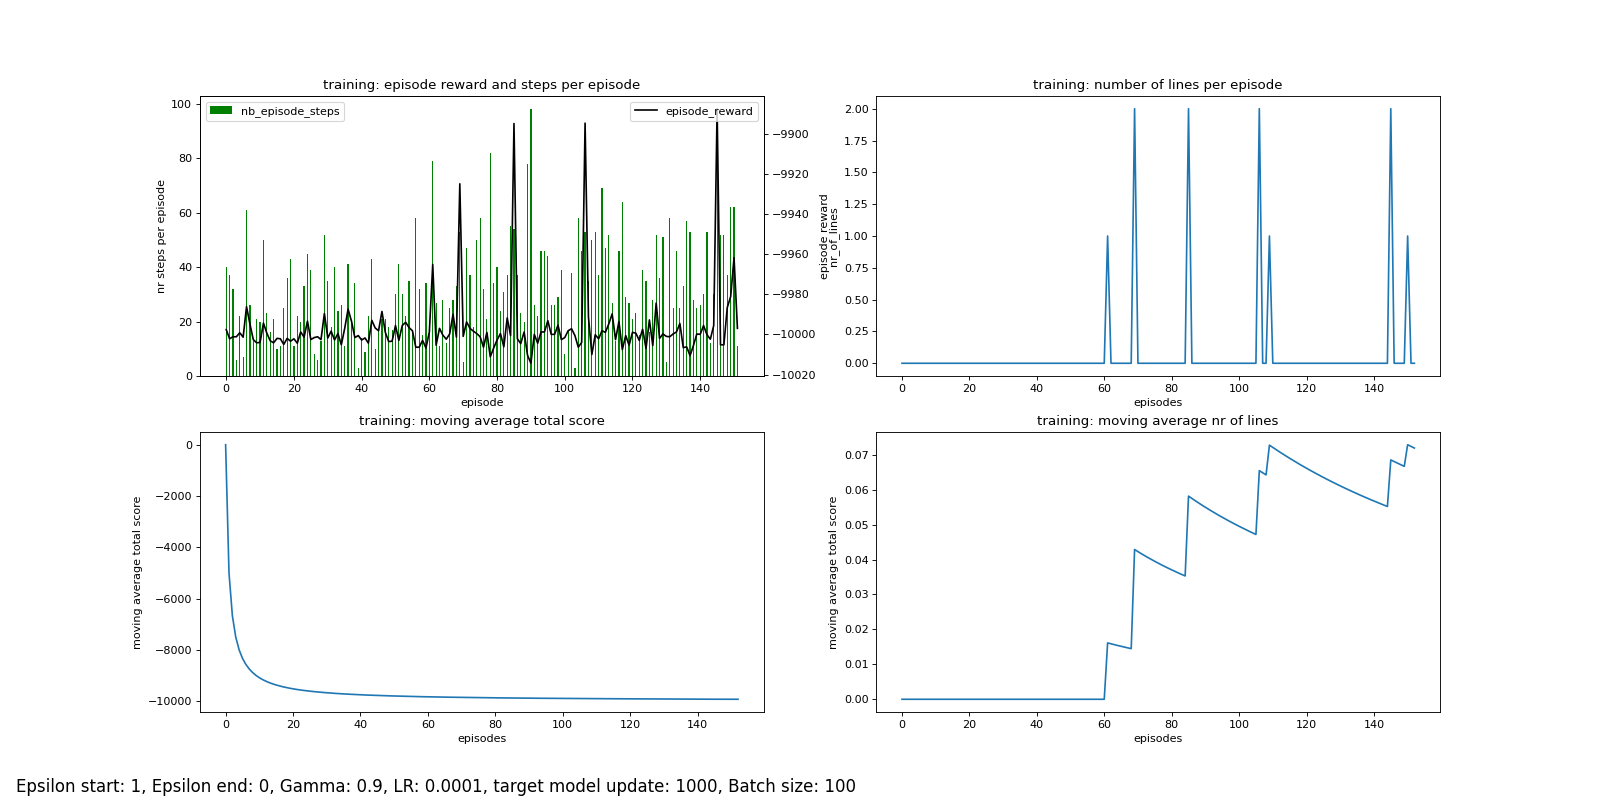 training: episode reward and steps per episode
nb_episode_steps
episode_reward
nr steps per episode
100
80
60
40
20
0
−9900
−9920
−9940
−9960
−9980
−10000
−10020
episode reward
0 20 40 60 80 100 120 140
episode
training: number of lines per episode
nr_of_lines
2.00
1.75
1.50
1.25
1.00
0.75
0.50
0.25
0.00
0 20 40 60 80 100 120 140
episodes
training: moving average total score
moving average total score
0
−2000
−4000
−6000
−8000
−10000
0 20 40 60 80 100 120 140
episodes
training: moving average nr of lines
moving average total score
0.07
0.06
0.05
0.04
0.03
0.02
0.01
0.00
0 20 40 60 80 100 120 140
episodes
Epsilon start: 1, Epsilon end: 0, Gamma: 0.9, LR: 0.0001, target model update: 1000, Batch size: 100